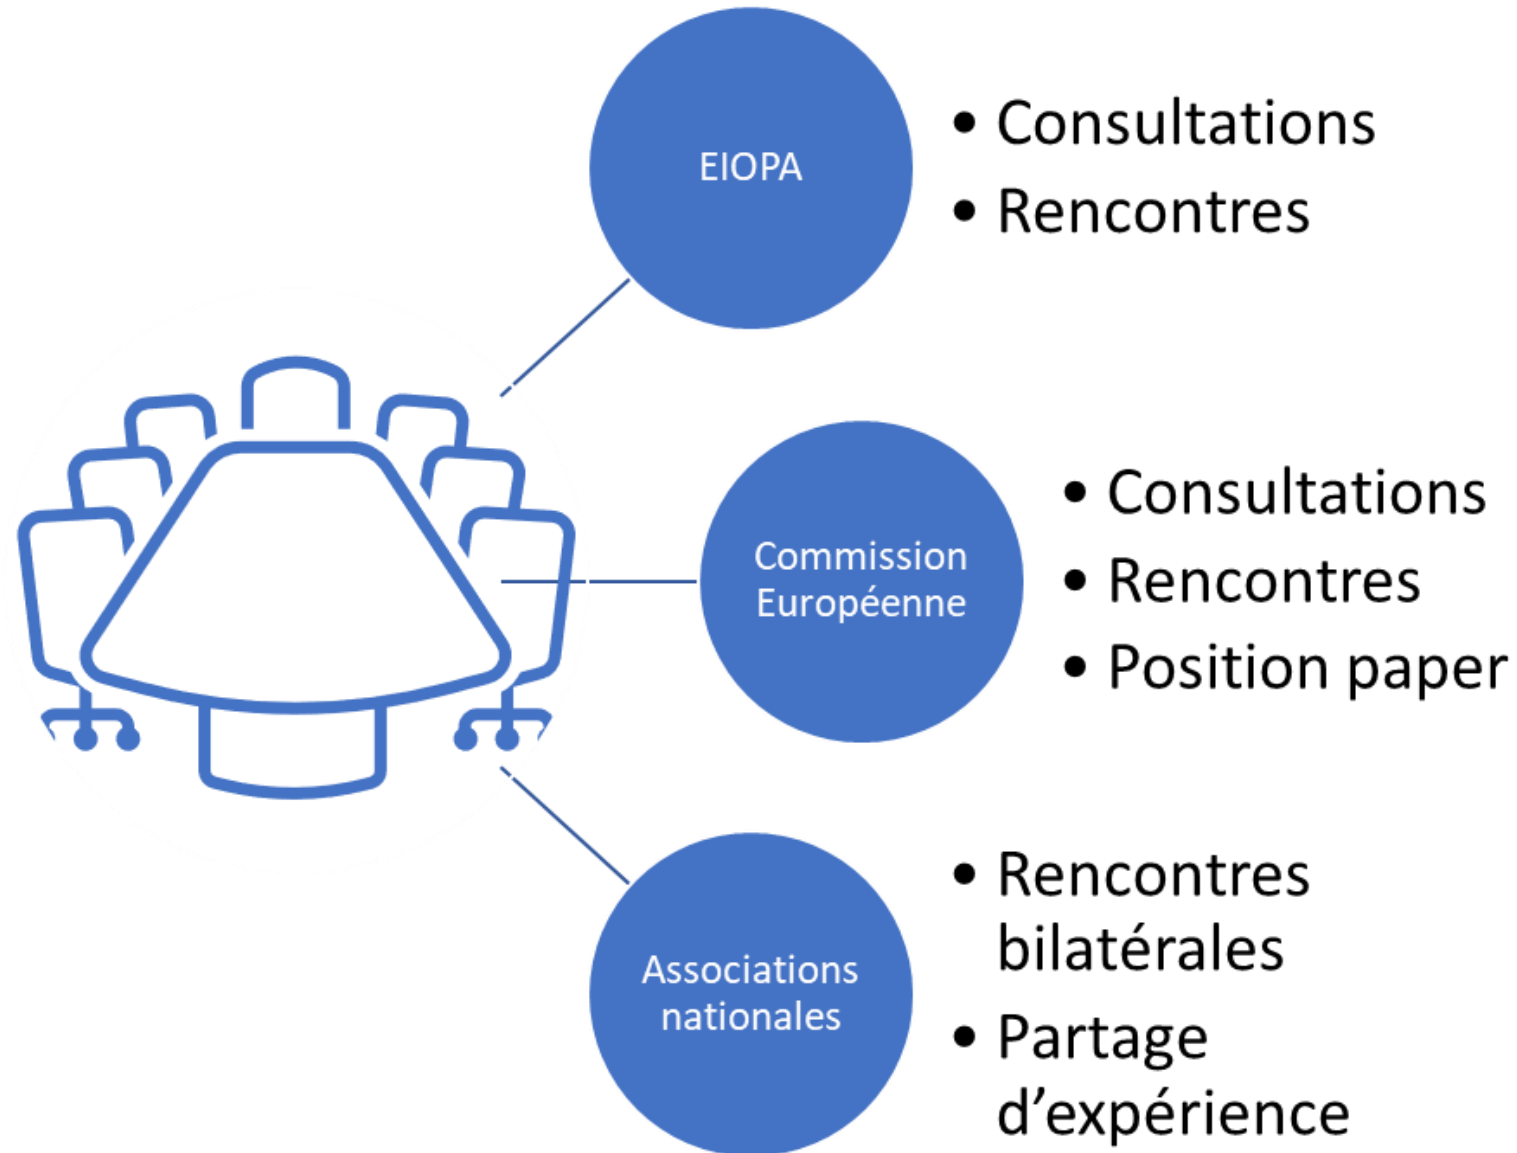 EIOPA
• Consultations
• Rencontres
Commission
Européenne
• Consultations
• Rencontres
• Position paper
Associations
nationales
• Rencontres
bilatérales
• Partage
d’expérience